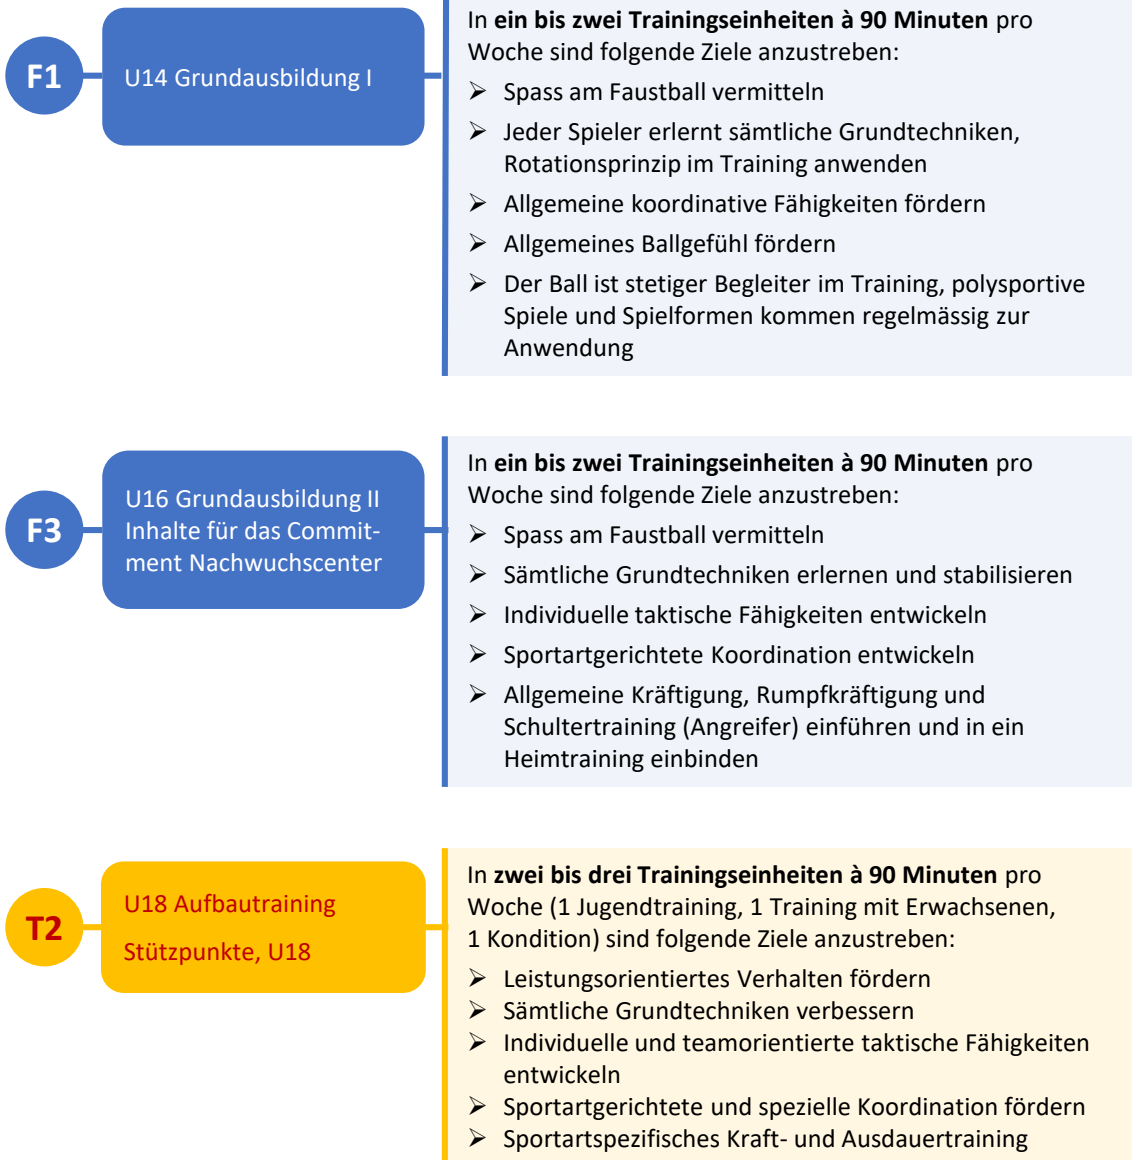 F1
U14 Grundausbildung I
In ein bis zwei Trainingseinheiten à 90 Minuten pro
Woche sind folgende Ziele anzustreben:
➢ Spass am Faustball vermitteln
➢ Jeder Spieler erlernt sämtliche Grundtechniken,
Rotationsprinzip im Training anwenden
➢ Allgemeine koordinative Fähigkeiten fördern
➢ Allgemeines Ballgefühl fördern
➢ Der Ball ist stetiger Begleiter im Training, polysportive
Spiele und Spielformen kommen regelmässig zur
Anwendung
F3
U16 Grundausbildung II
Inhalte für das Commit-
ment Nachwuchscenter
In ein bis zwei Trainingseinheiten à 90 Minuten pro
Woche sind folgende Ziele anzustreben:
➢ Spass am Faustball vermitteln
➢ Sämtliche Grundtechniken erlernen und stabilisieren
➢ Individuelle taktische Fähigkeiten entwickeln
➢ Sportartgerichtete Koordination entwickeln
➢ Allgemeine Kräftigung, Rumpfkräftigung und
Schultertraining (Angreifer) einführen und in ein
Heimtraining einbinden
T2
U18 Aufbautraining
Stützpunkte, U18
In zwei bis drei Trainingseinheiten à 90 Minuten pro
Woche (1 Jugendtraining, 1 Training mit Erwachsenen,
1 Kondition) sind folgende Ziele anzustreben:
➢ Leistungsorientiertes Verhalten fördern
➢ Sämtliche Grundtechniken verbessern
➢ Individuelle und teamorientierte taktische Fähigkeiten
entwickeln
➢ Sportartgerichtete und spezielle Koordination fördern
➢ Sportartspezifisches Kraft- und Ausdauertraining